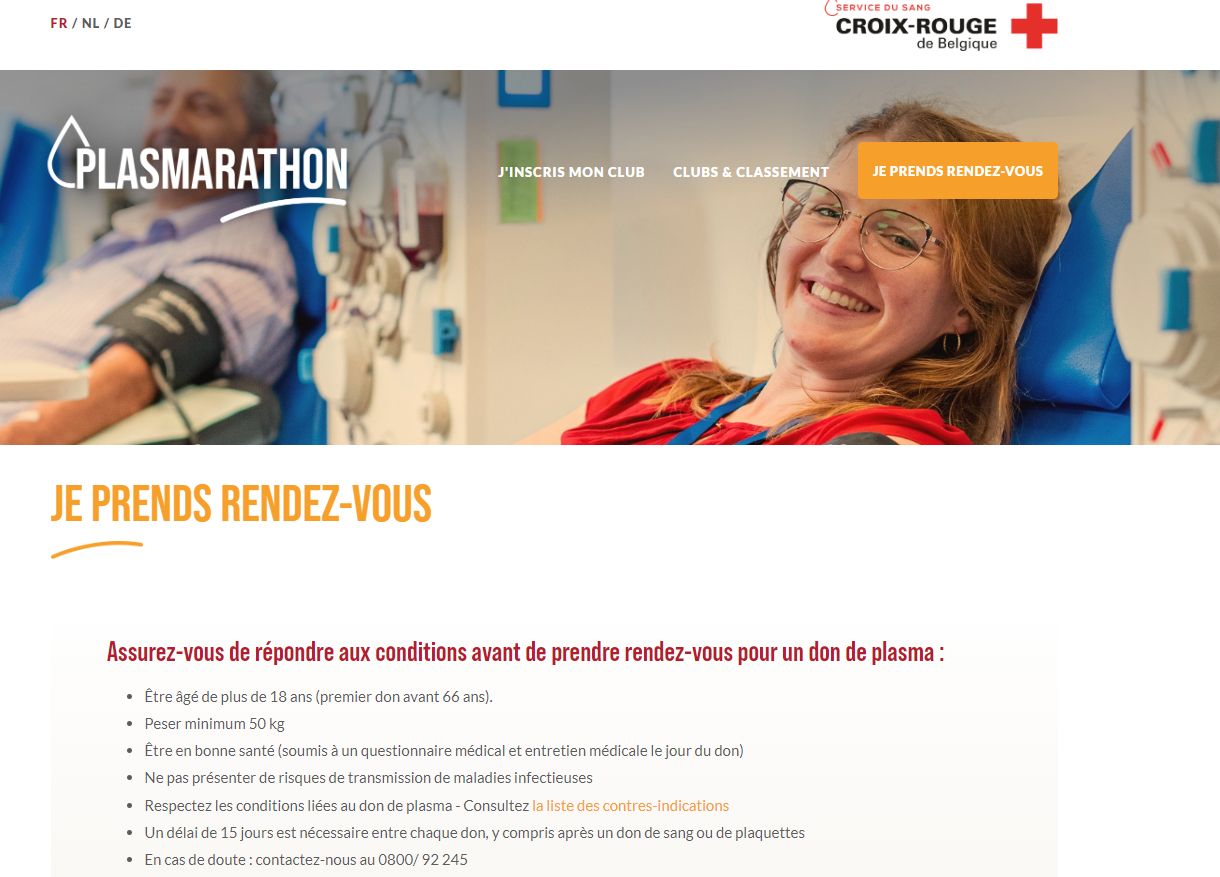 FR / NL / DE
SERVICE DU SANG
CROIX-ROUGE
de Belgique
PLASMARATHON
J'INSCRIS MON CLUB
CLUBS & CLASSEMENT
JE PRENDS RENDEZ-VOUS
JE PRENDS RENDEZ-VOUS
Assurez-vous de répondre aux conditions avant de prendre rendez-vous pour un don de plasma :
• Être âgé de plus de 18 ans (premier don avant 66 ans).
• Peser minimum 50 kg
• Être en bonne santé (soumis à un questionnaire médical et entretien médicale le jour du don)
• Ne pas présenter de risques de transmission de maladies infectieuses
• Respectez les conditions liées au don de plasma - Consultez la liste des contres-indications
• Un délai de 15 jours est nécessaire entre chaque don, y compris après un don de sang ou de plaquettes
• En cas de doute : contactez-nous au 0800/ 92 245